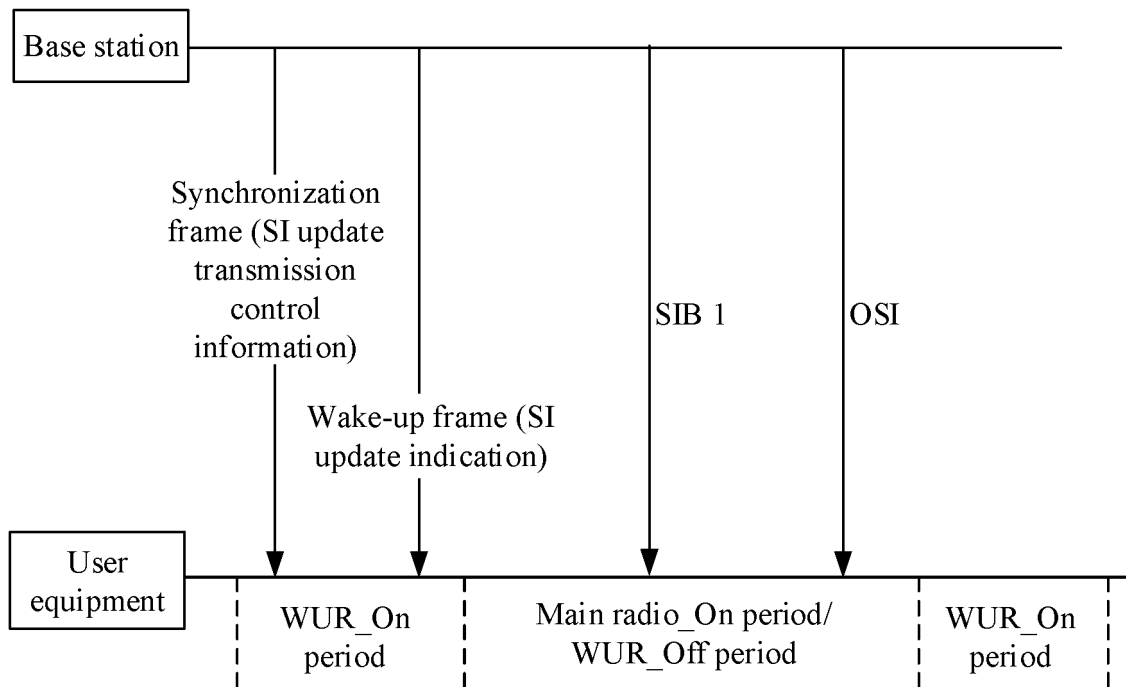 Base station
Synchronization
frame (SI update
transmission
control
information)
Wake-up frame (SI
update indication)
SIB 1
OSI
User
equipment
WUR_On
period
Main radio_On period/
WUR_Off period
WUR_On
period